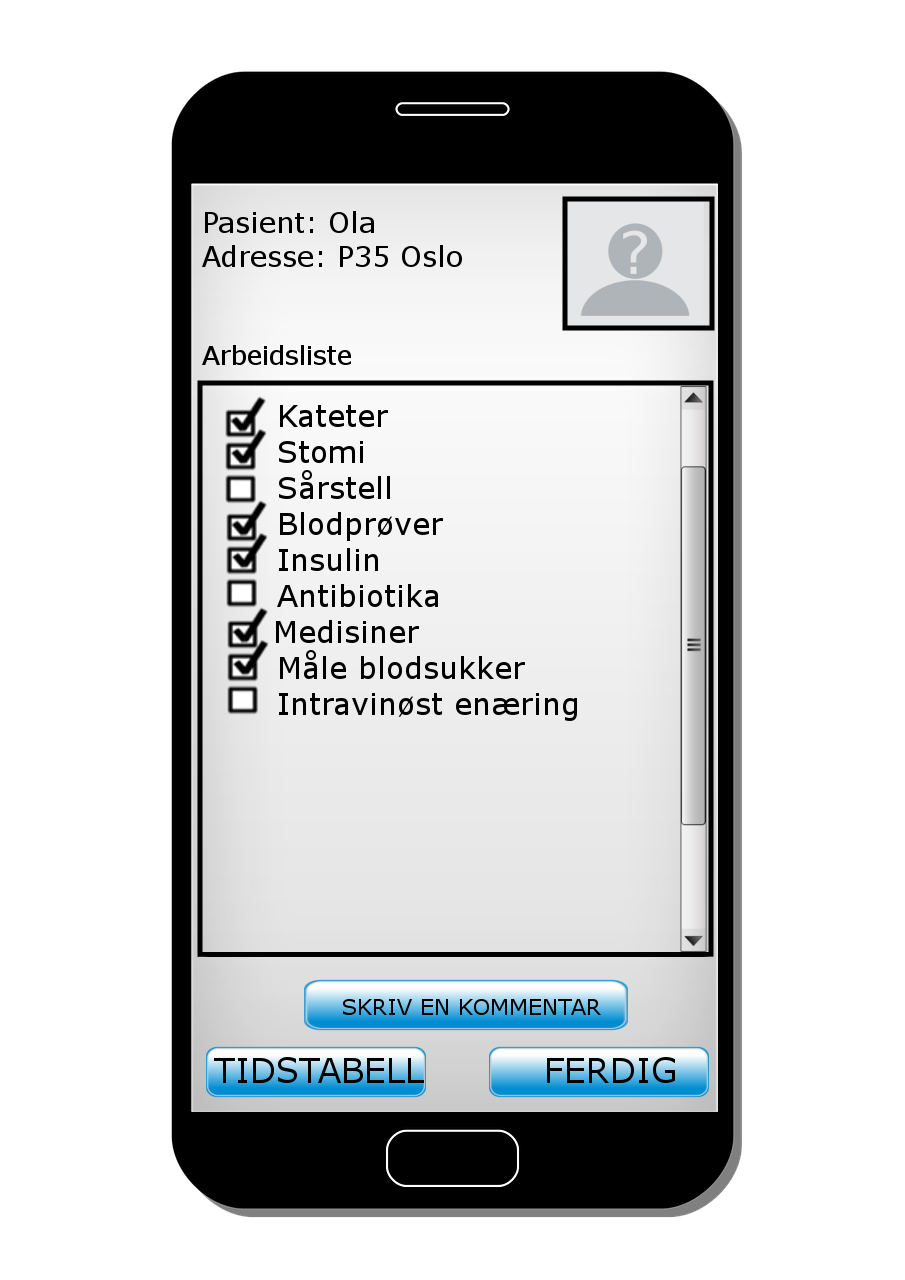 Pasient: Ola
Adresse: P35 Oslo
?
Arbeidsliste
Kateter
Stomi
Sårstell
Blodprøver
Insulin
Antibiotika
Medisiner
Måle blodsukker
Intravinøst enæring
SKRIV EN KOMMENTAR
TIDSTABELL
FERDIG